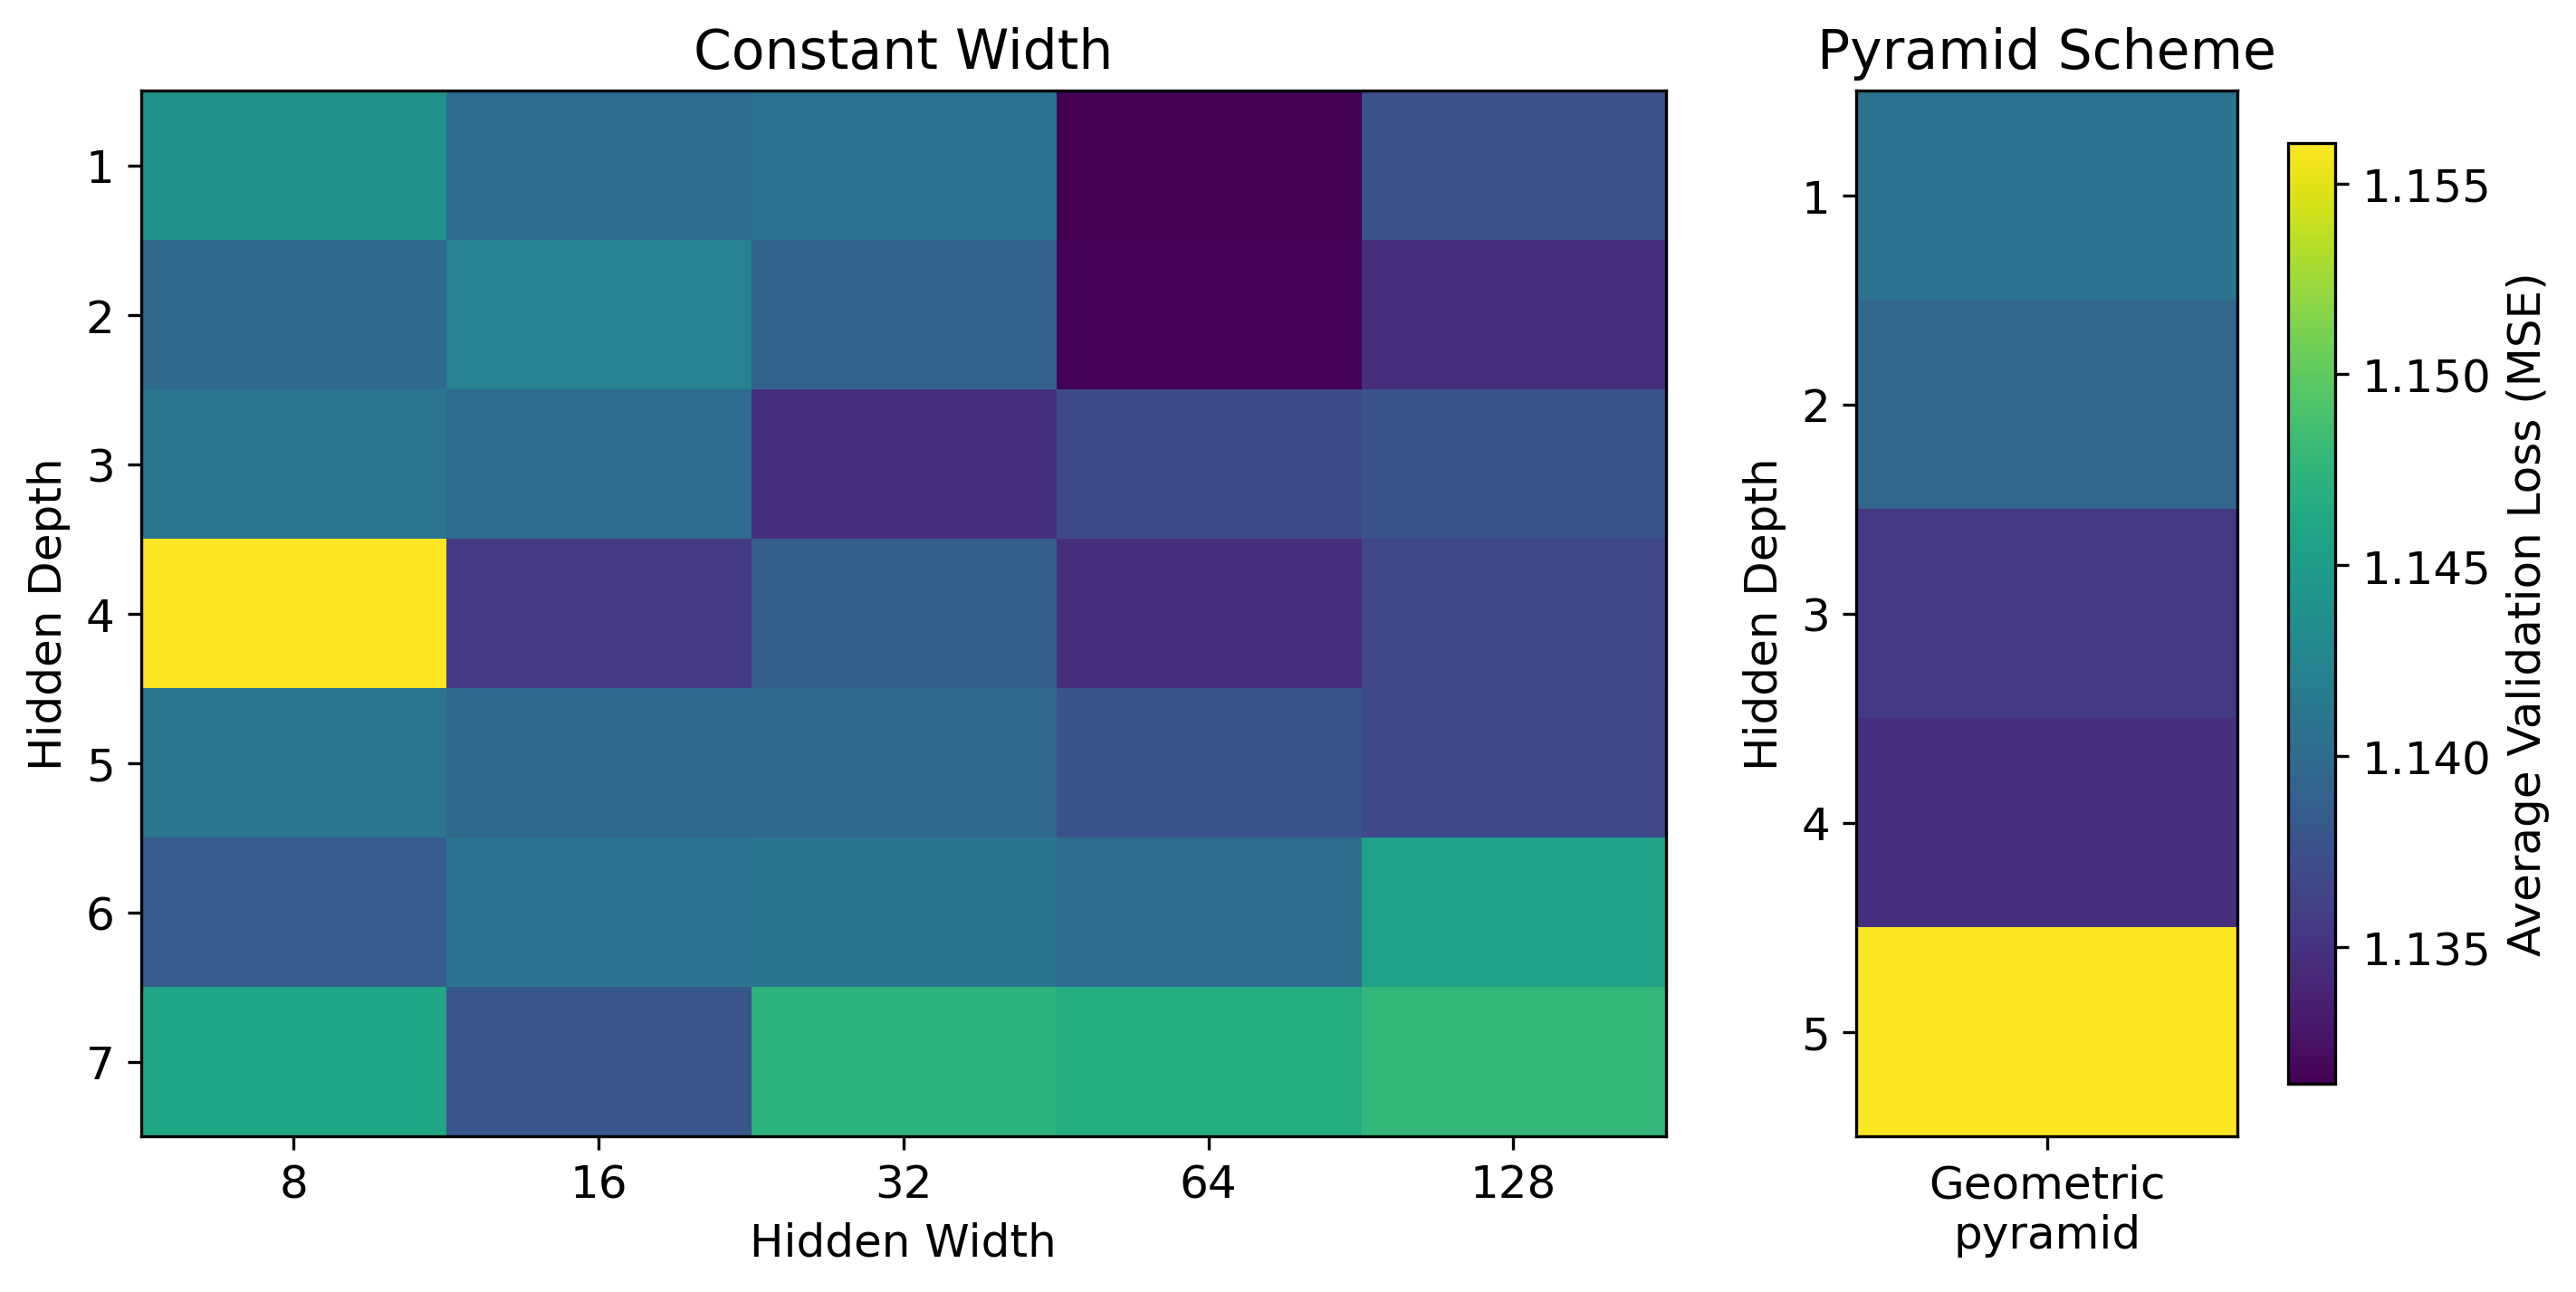 Constant Width
Pyramid Scheme
Hidden Depth
1
2
3
4
5
6
7
8
16
32
64
128
Hidden Width
Hidden Depth
1
2
3
4
5
Geometric
pyramid
1.155
1.150
1.145
1.140
1.135
Average Validation Loss (MSE)